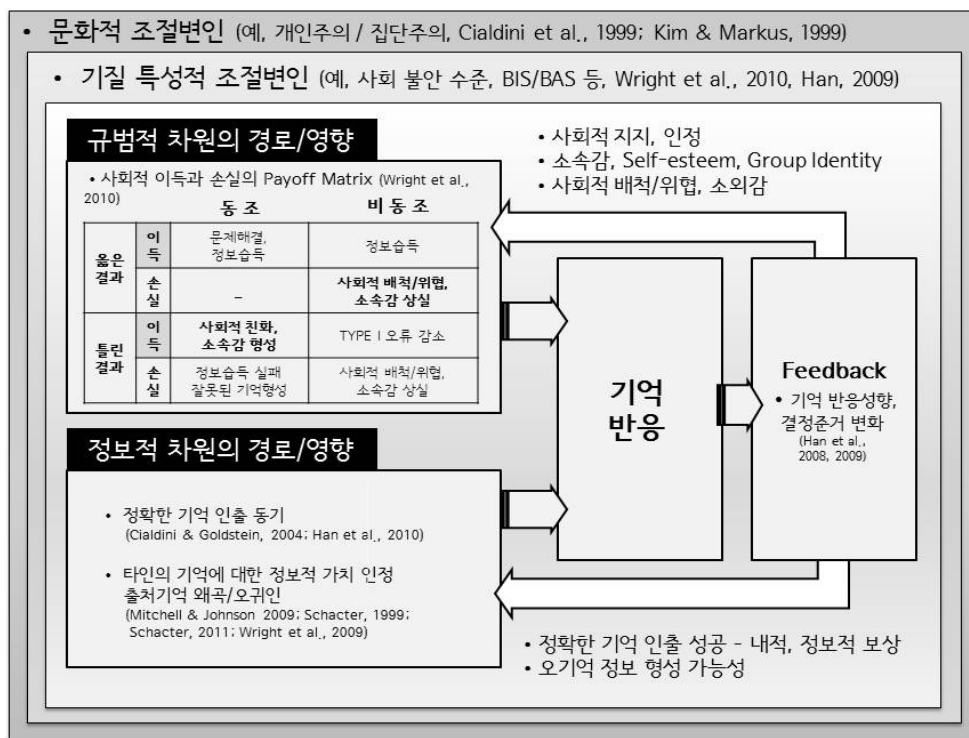 • 문화적 조절변인 (예, 개인주의 / 집단주의, Cialdini et al., 1999; Kim & Markus, 1999)
• 기질 특성적 조절변인 (예, 사회 불안 수준, BIS/BAS 등, Wright et al., 2010, Han, 2009)
규범적 차원의 경로/영향
• 사회적 이득과 손실의 Payoff Matrix (Wright et al.,
2010)
동 조
비 동 조
옳은
결과
이
득
문제해결,
정보습득
정보습득
손
실
–
사회적 배척/위협,
소속감 상실
틀린
결과
이
득
사회적 친화,
소속감 형성
TYPE I 오류 감소
손
실
정보습득 실패
잘못된 기억형성
사회적 배척/위협,
소속감 상실
• 사회적 지지, 인정
• 소속감, Self-esteem, Group Identity
• 사회적 배척/위협, 소외감
정보적 차원의 경로/영향
• 정확한 기억 인출 동기
(Cialdini & Goldstein, 2004; Han et al., 2010)
• 타인의 기억에 대한 정보적 가치 인정
출처기억 왜곡/오귀인
(Mitchell & Johnson 2009; Schacter, 1999;
Schacter, 2011; Wright et al., 2009)
기억
반응
Feedback
• 기억 반응성향,
결정준거 변화
(Han et al.,
2008, 2009)
• 정확한 기억 인출 성공 – 내적, 정보적 보상
• 오기억 정보 형성 가능성